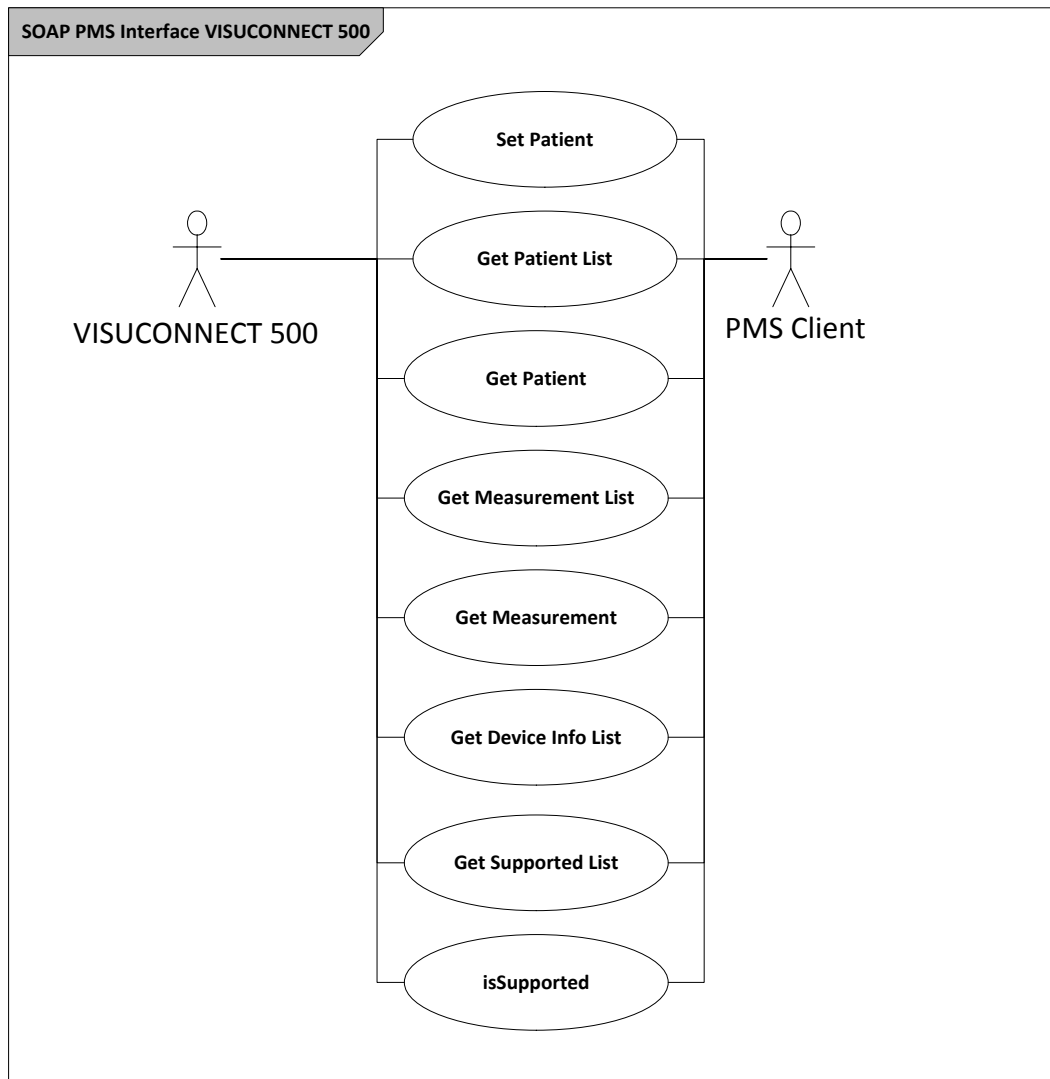 SOAP PMS Interface VISUCONNECT 500
Set Patient
Get Patient List
VISUCONNECT 500
PMS Client
Get Patient
Get Measurement List
Get Measurement
Get Device Info List
Get Supported List
isSupported